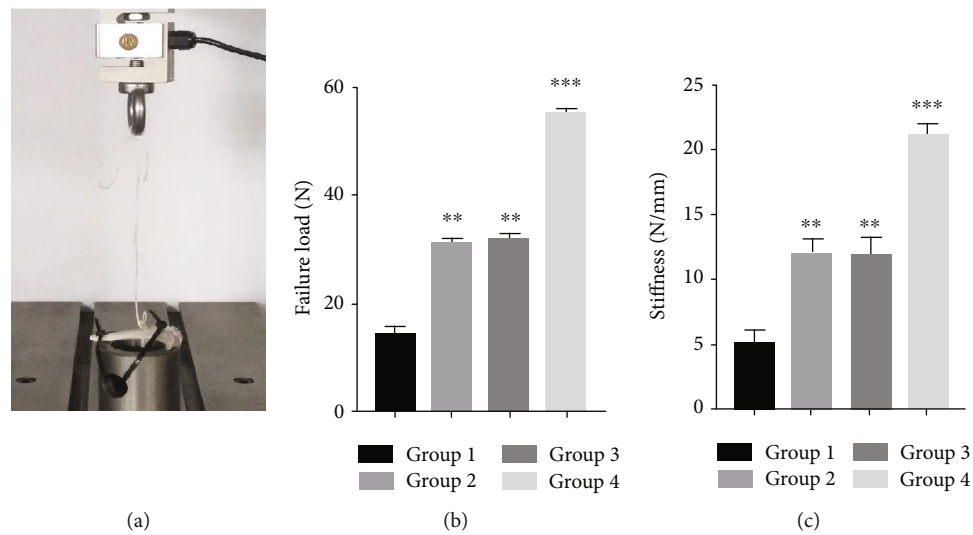 60
40
20
0
Failure load (N)
**
**
***
Group 1
Group 3
Group 2
Group 4
25
20
15
10
5
0
Stiffness (N/mm)
**
**
***
Group 1
Group 3
Group 2
Group 4
(a)
(b)
(c)